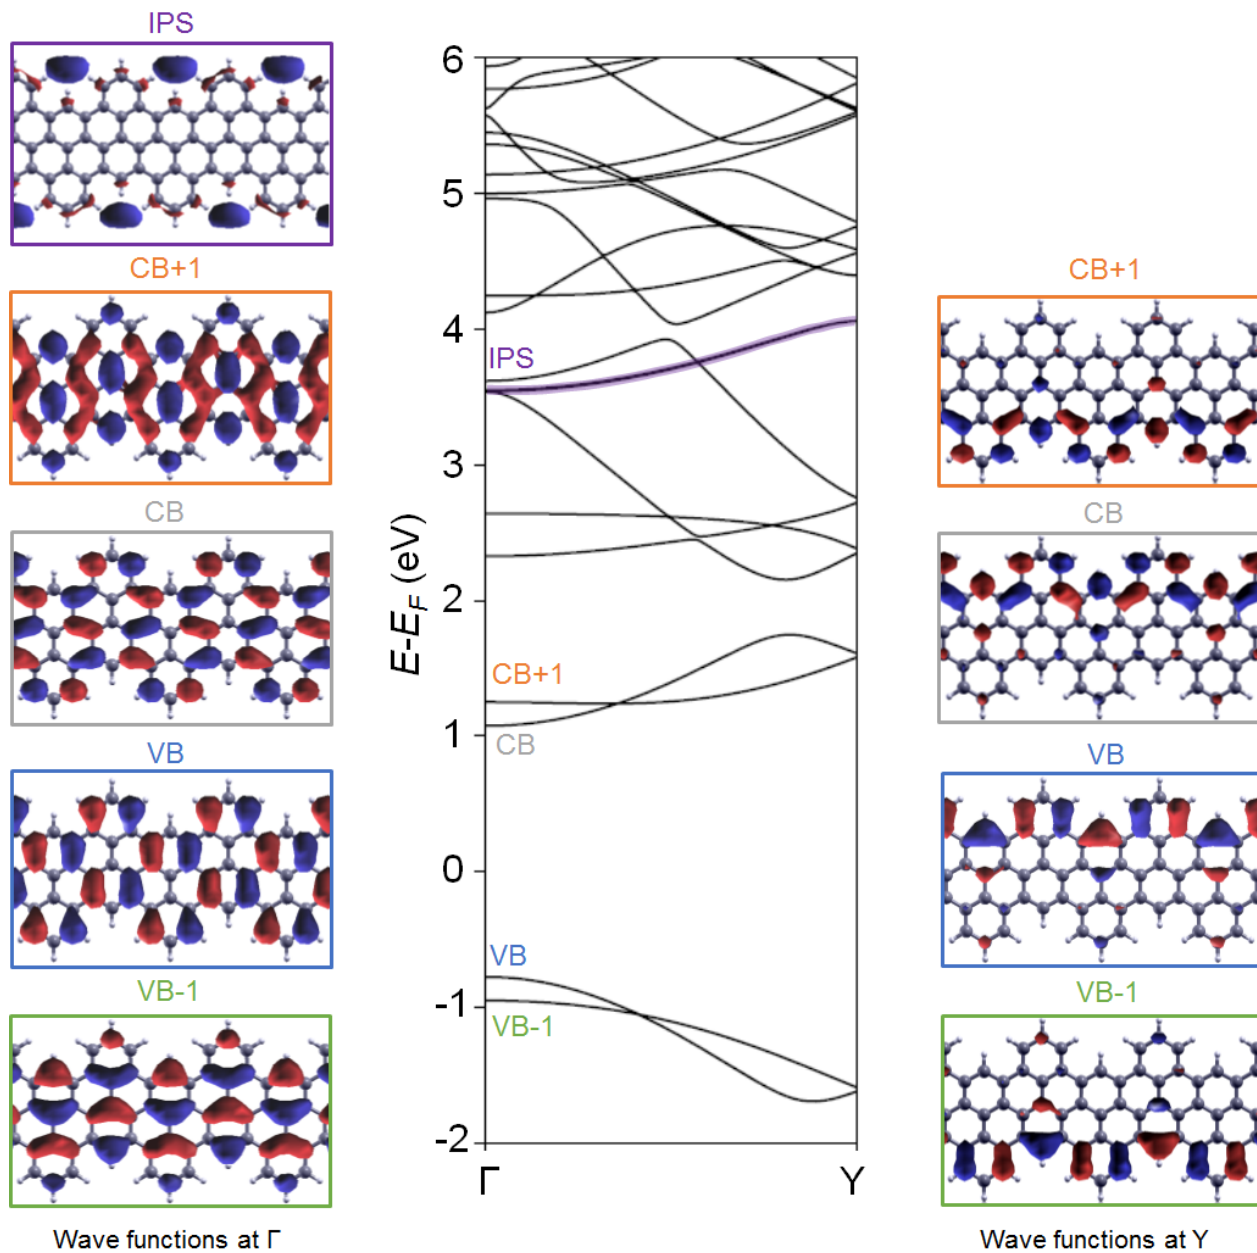 IPS
CB+1
CB
VB
VB-1
Wave functions at Γ
E-E_F (eV)
6
5
4
3
2
1
0
-1
-2
IPS
CB+1
CB
VB
VB-1
Γ
Y
CB+1
CB
VB
VB-1
Wave functions at Y